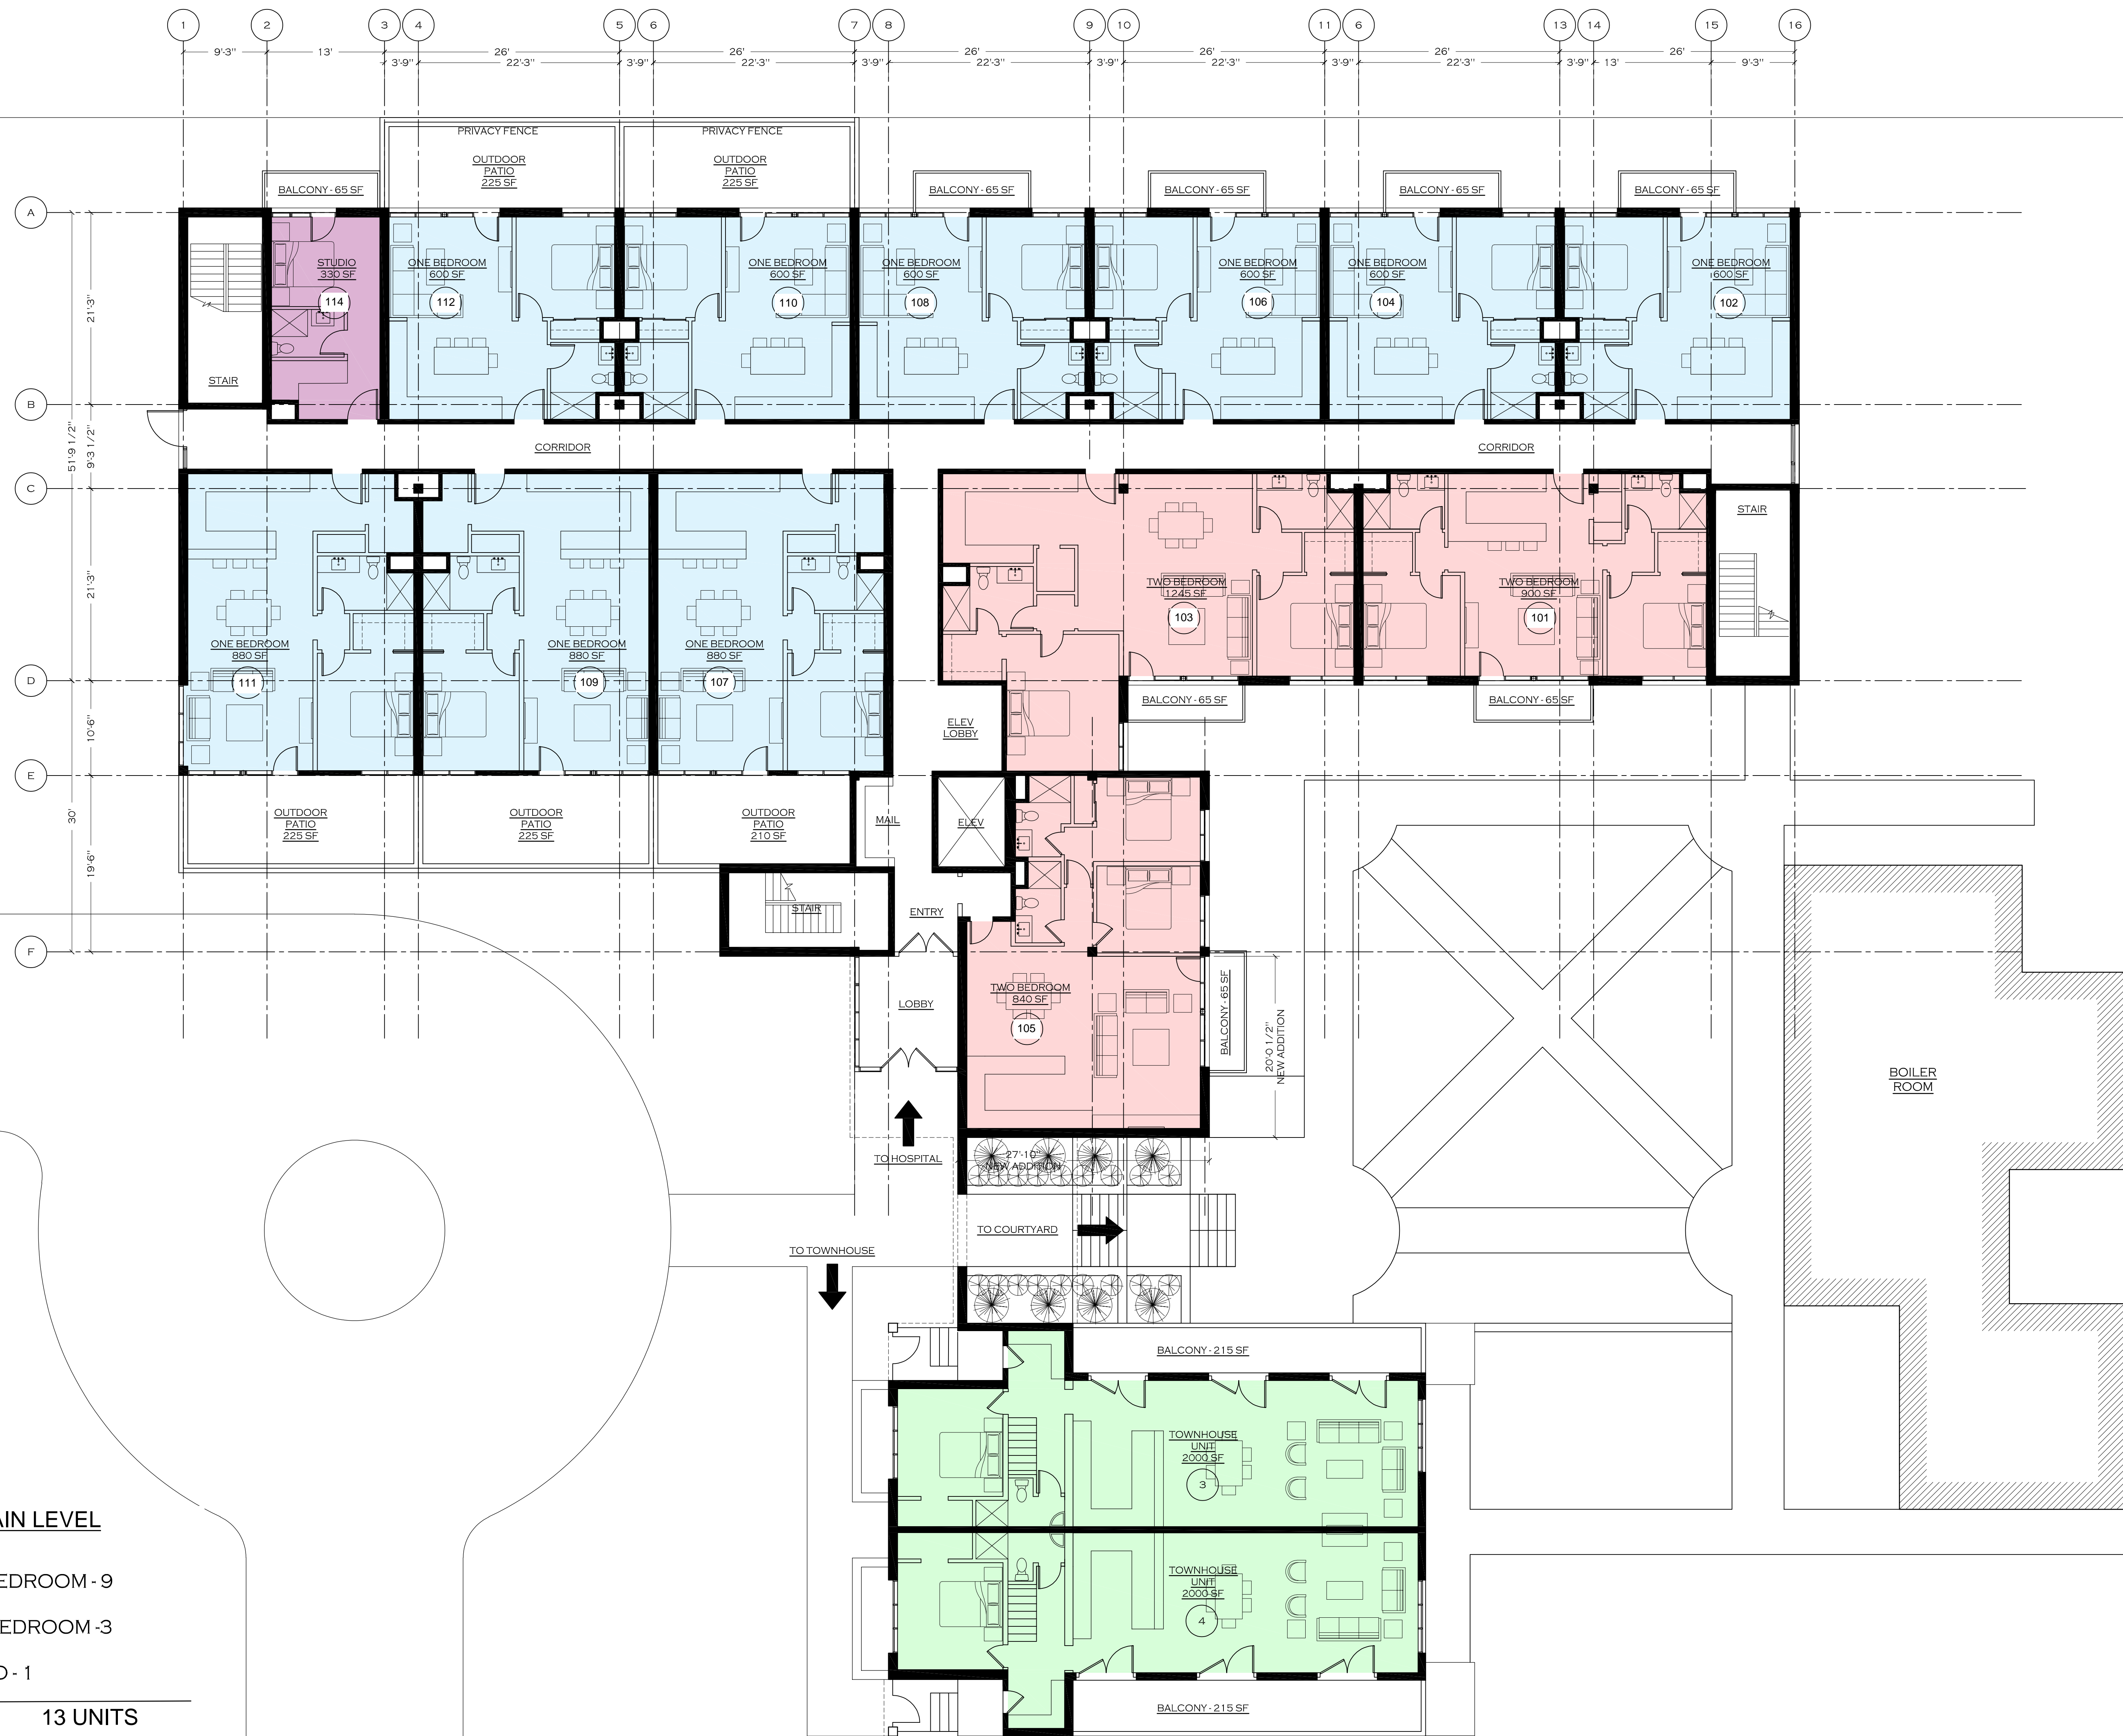 1 2 3 4 5 6 7 8 9 10 11 6 13 14 15 16
9'-3" 13' 26' 26' 26' 26' 26' 26'
3'-9" 22'-3" 3'-9" 22'-3" 3'-9" 22'-3" 3'-9" 22'-3" 3'-9" 22'-3" 3'-9" 13' 9'-3"
PRIVACY FENCE PRIVACY FENCE
OUTDOOR
PATIO
225 SF
OUTDOOR
PATIO
225 SF
BALCONY - 65 SF BALCONY - 65 SF BALCONY - 65 SF BALCONY - 65 SF BALCONY - 65 SF
A
STUDIO
330 SF
114
ONE BEDROOM
600 SF
112
ONE BEDROOM
600 SF
110
ONE BEDROOM
600 SF
108
ONE BEDROOM
600 SF
106
ONE BEDROOM
600 SF
104
ONE BEDROOM
600 SF
102
21'-3"
STAIR
B
51'-9 1/2"
9'-3 1/2"
CORRIDOR CORRIDOR
C
STAIR
21'-3"
TWO BEDROOM
1245 SF
103
TWO BEDROOM
900 SF
101
ONE BEDROOM
880 SF
111
ONE BEDROOM
880 SF
109
ONE BEDROOM
880 SF
107
D
BALCONY - 65 SF BALCONY - 65 SF
10'-6"
ELEV
LOBBY
E
30'
19'-6"
OUTDOOR
PATIO
225 SF
OUTDOOR
PATIO
225 SF
OUTDOOR
PATIO
210 SF
MAIL
ELEV
STAIR
ENTRY
F
TWO BEDROOM
840 SF
105
LOBBY
BALCONY - 65 SF
20'-0 1/2"
NEW ADDITION
BOILER
ROOM
TO HOSPITAL
27'-10"
NEW ADDITION
TO COURTYARD
TO TOWNHOUSE
BALCONY - 215 SF
TOWNHOUSE
UNIT
2000 SF
3
TOWNHOUSE
UNIT
2000 SF
4
BALCONY - 215 SF
AIN LEVEL
EDROOM - 9
EDROOM -3
O - 1
13 UNITS